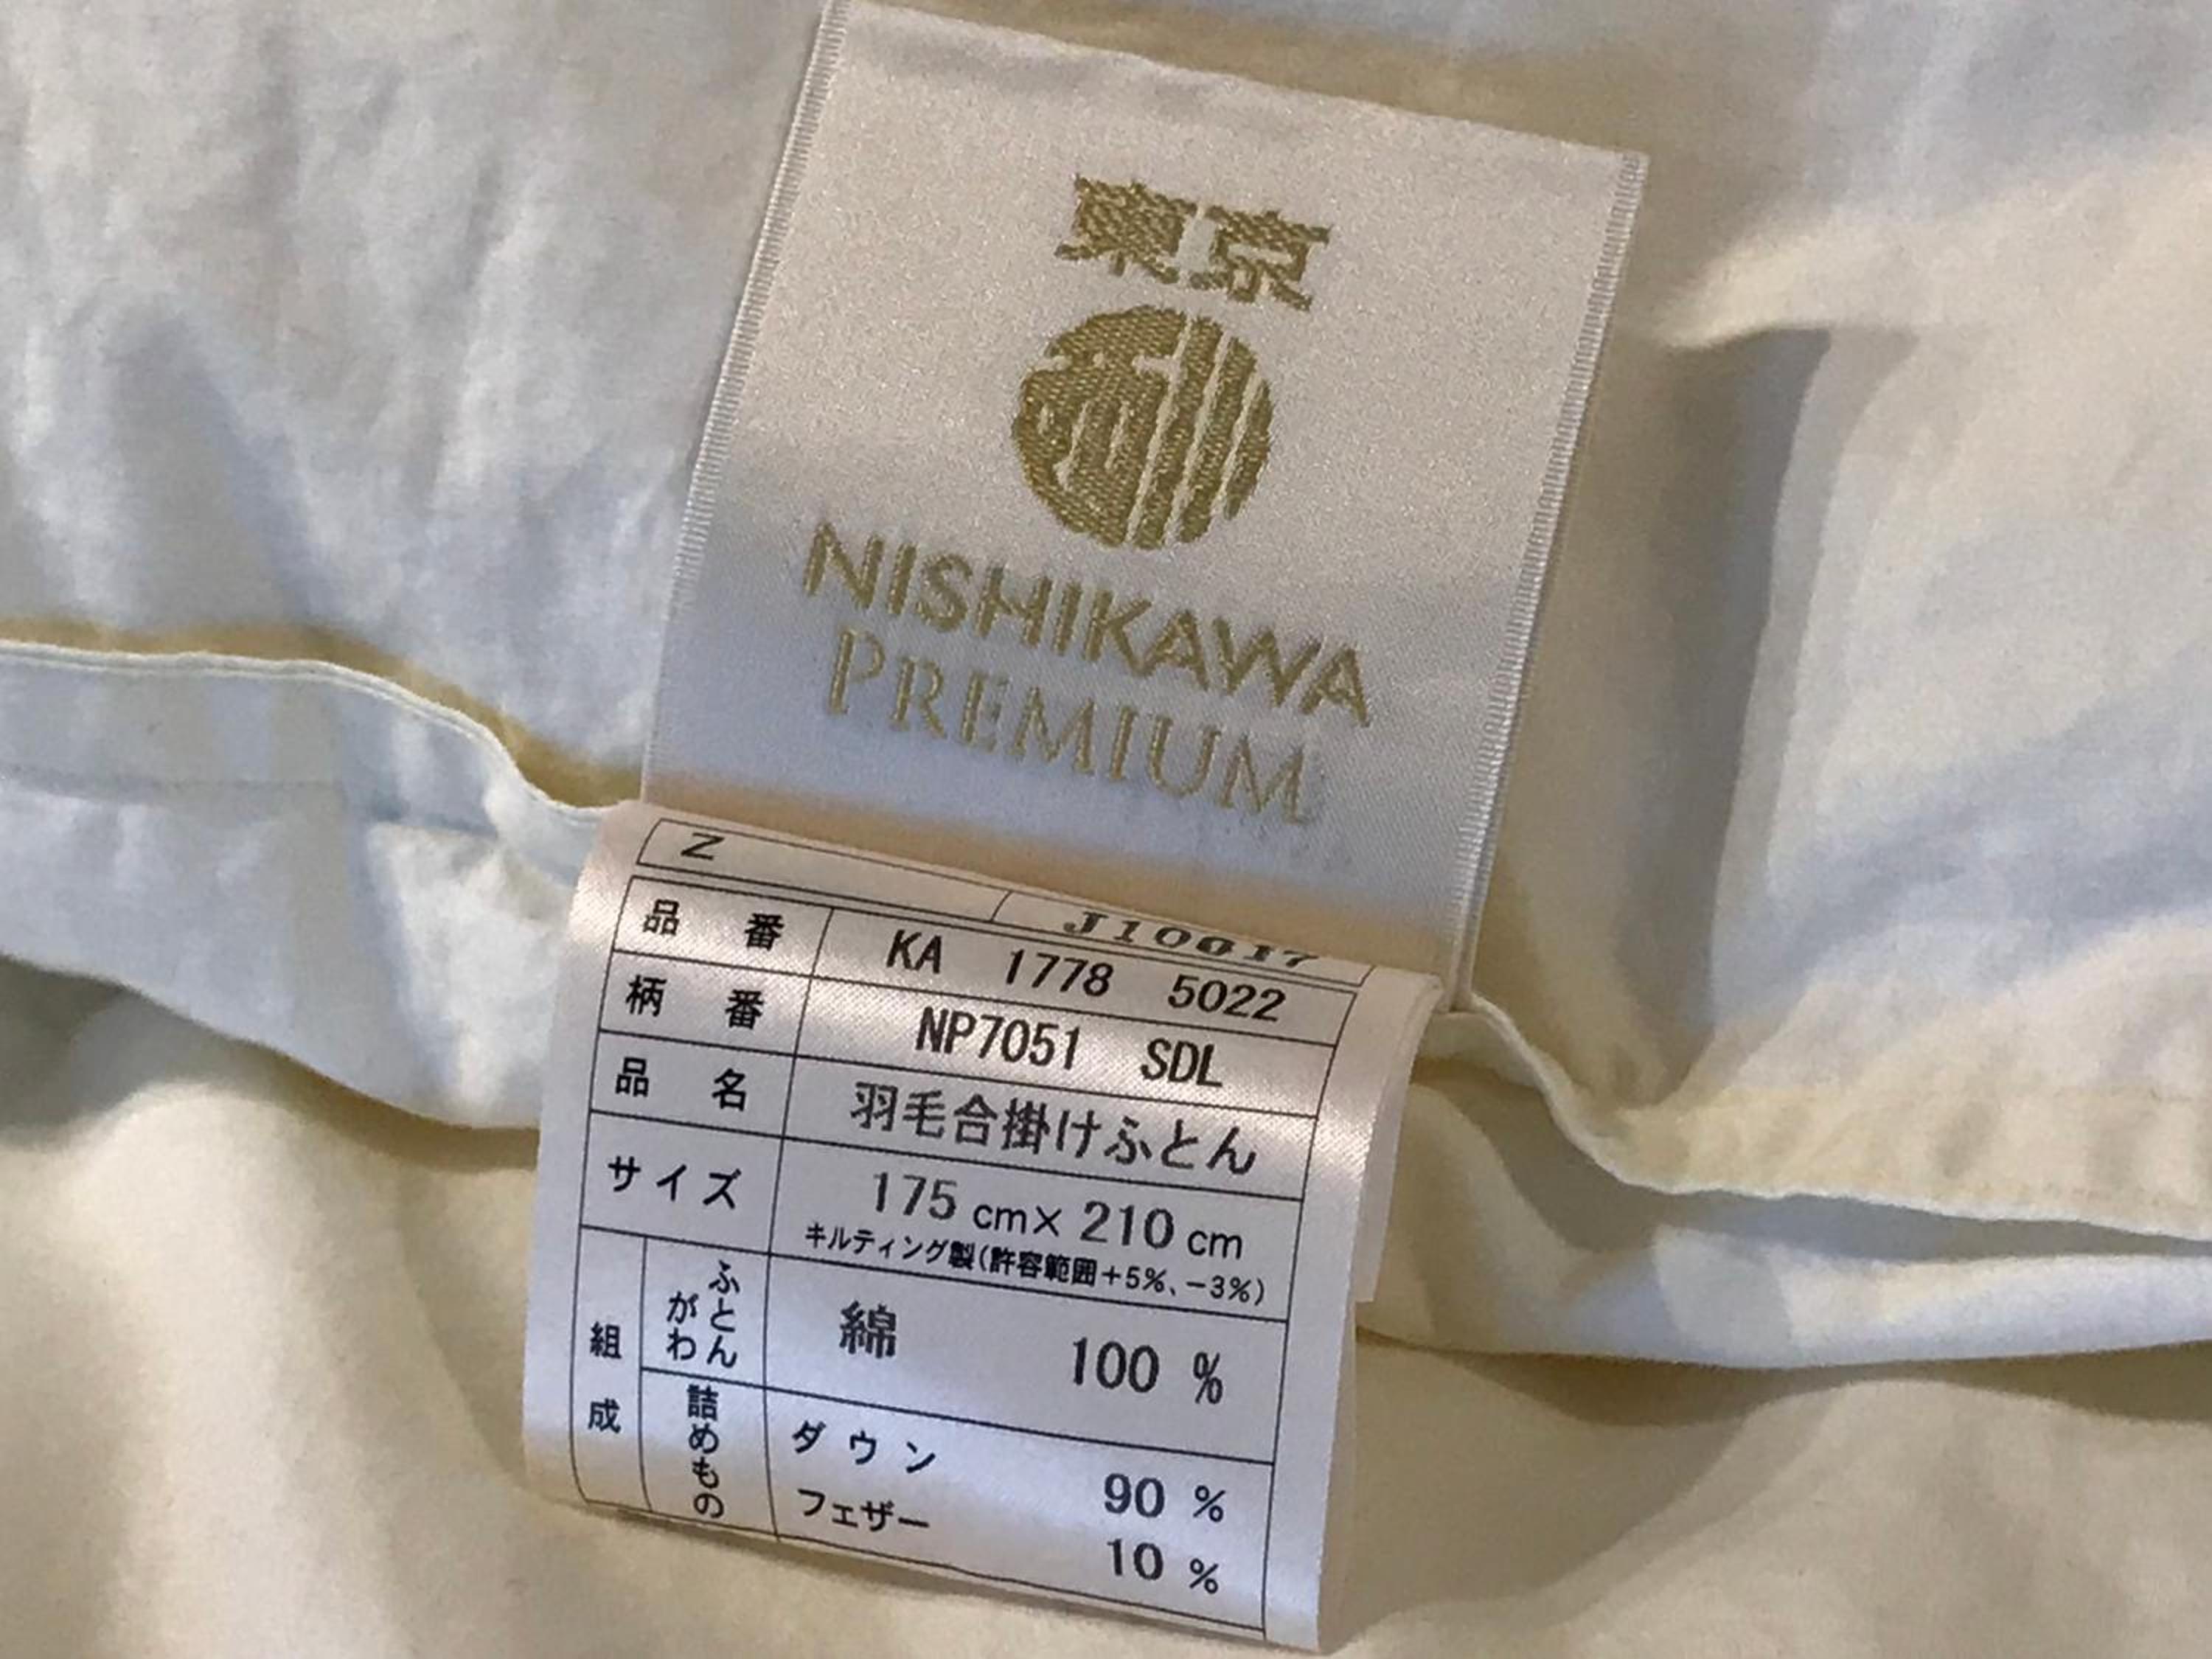 東京
西川
NISHIKAWA
PREMIUM
Z
品番 KA 1778 5022
柄番 NP7051 SDL
品名 羽毛合掛けふとん
サイズ 175 cm× 210 cm
キルティング製(許容範囲+5%、-3%)
組成 ふとんがわ 綿 100 %
詰めもの ダウン 90 %
フェザー 10 %